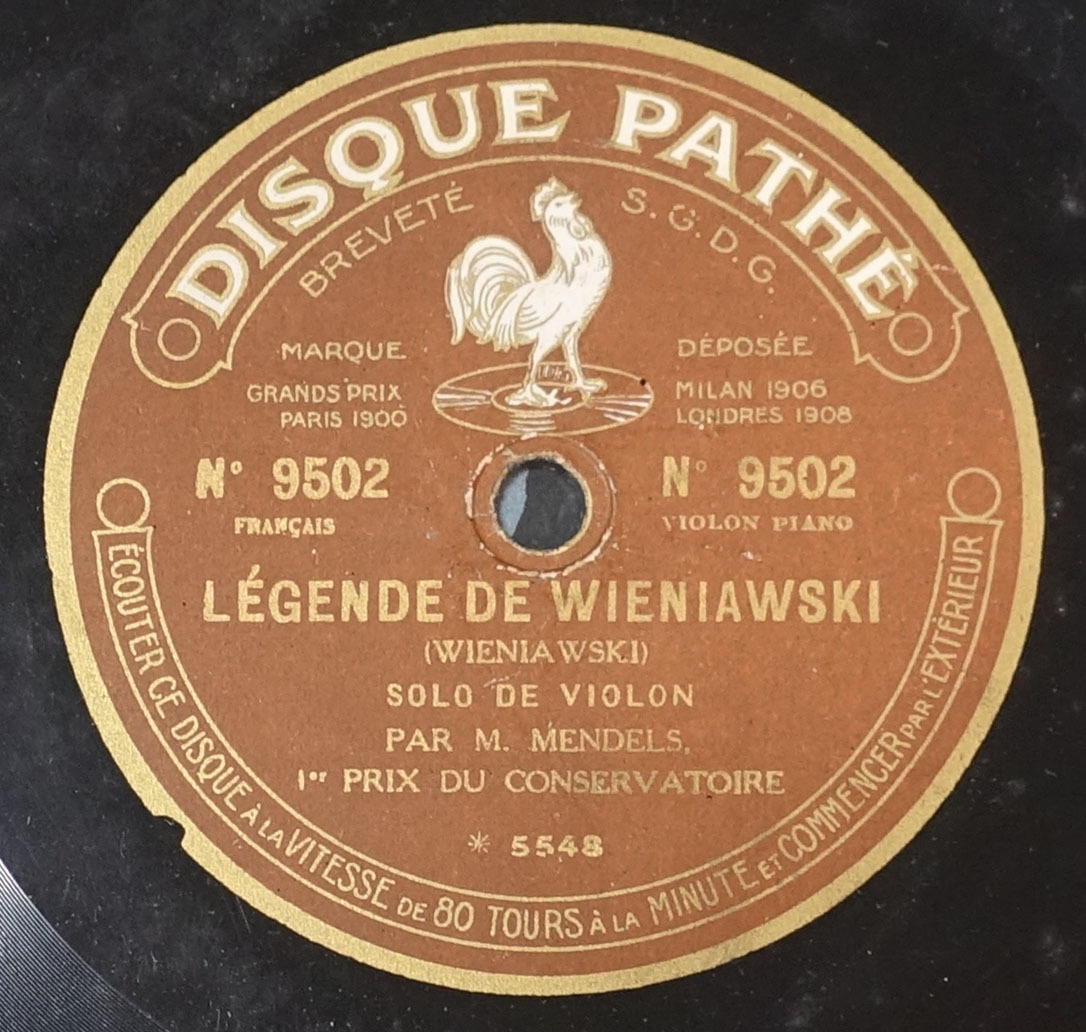 DISQUE PATHÉ
BREVETÉ S.G.D.G.
MARQUE DÉPOSÉE
GRANDS PRIX MILAN 1906
PARIS 1900 LONDRES 1908
No 9502 No 9502
FRANÇAIS VIOLON PIANO
LÉGENDE DE WIENIAWSKI
(WIENIAWSKI)
SOLO DE VIOLON
PAR M. MENDELS,
1er PRIX DU CONSERVATOIRE
* 5548
ÉCOUTER CE DISQUE À LA VITESSE DE 80 TOURS À LA MINUTE ET COMMENCER PAR L'EXTÉRIEUR